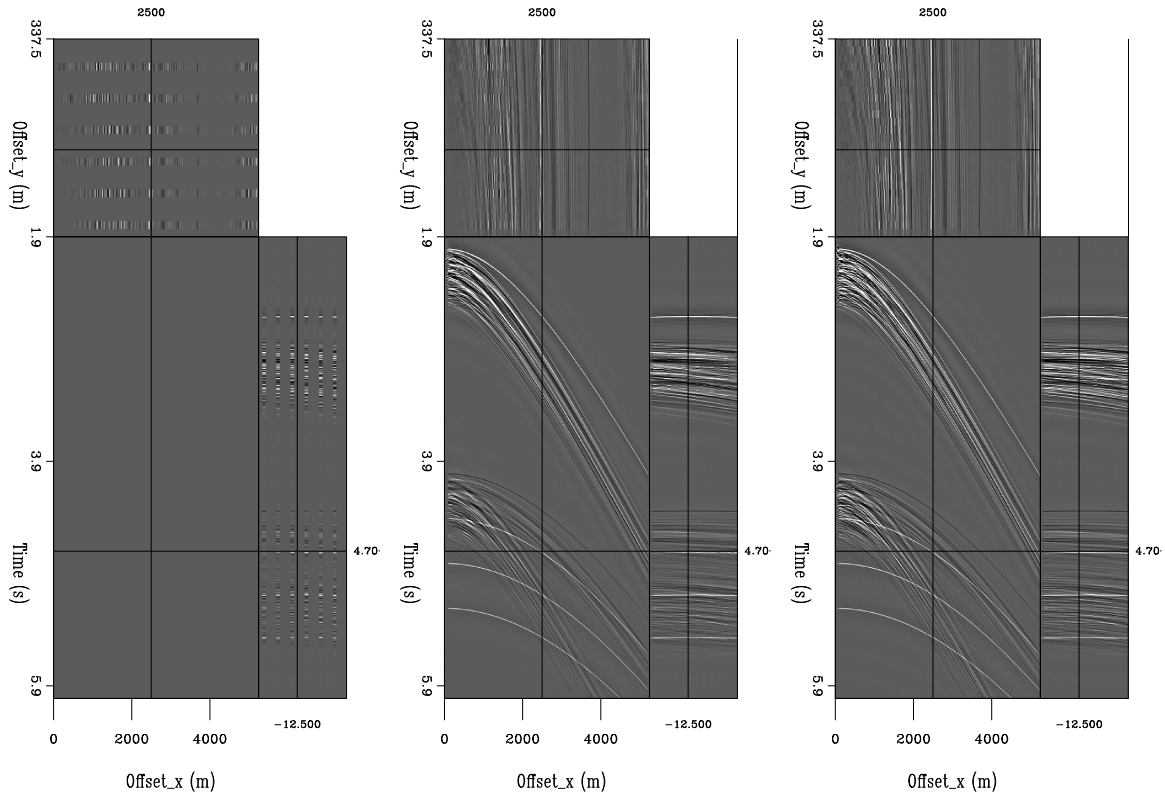 2500
337.5
Offset_y (m)
1.9
3.9
4.70
Time (s)
5.9
-12.500
0 2000 4000
Offset_x (m)
2500
337.5
Offset_y (m)
1.9
3.9
4.70
Time (s)
5.9
-12.500
0 2000 4000
Offset_x (m)
2500
337.5
Offset_y (m)
1.9
3.9
4.70
Time (s)
5.9
-12.500
0 2000 4000
Offset_x (m)